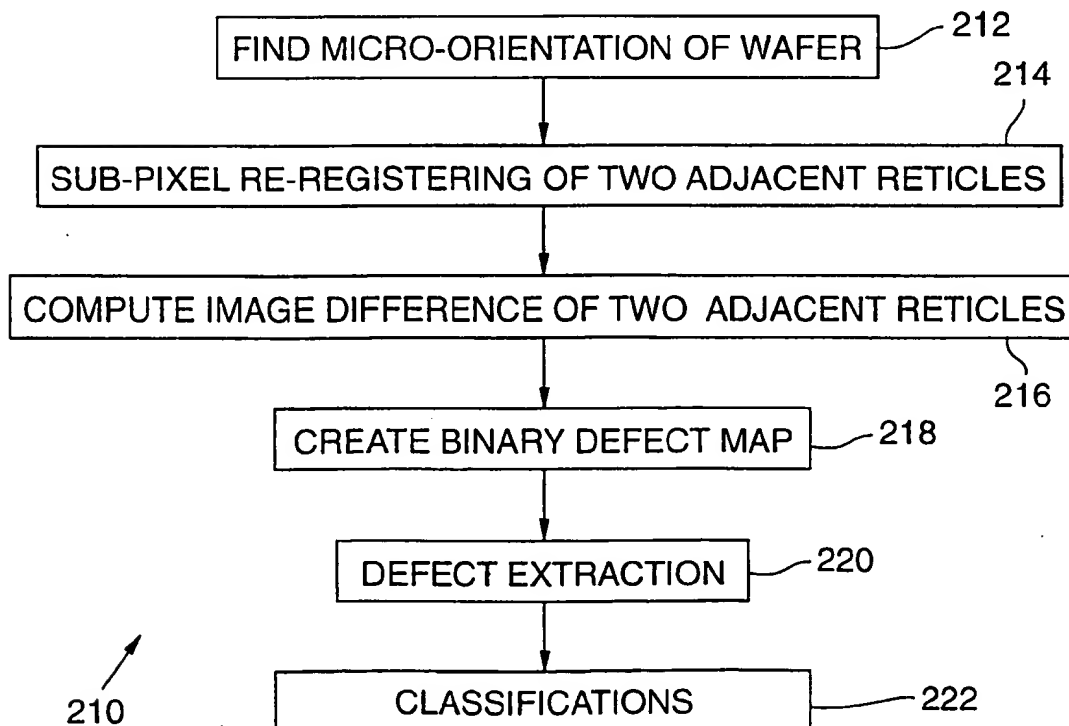 FIND MICRO-ORIENTATION OF WAFER
212
214
SUB-PIXEL RE-REGISTERING OF TWO ADJACENT RETICLES
COMPUTE IMAGE DIFFERENCE OF TWO ADJACENT RETICLES
216
CREATE BINARY DEFECT MAP
218
DEFECT EXTRACTION
220
210
CLASSIFICATIONS
222